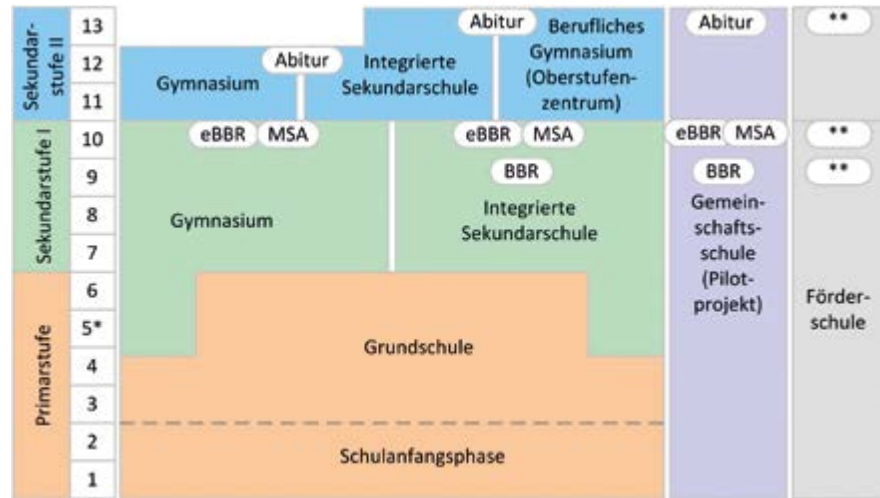 Sekundar-
stufe II
Sekundarstufe I
Primarstufe
13
12
11
10
9
8
7
6
5*
4
3
2
1
Abitur
Gymnasium
Abitur
Integrierte
Sekundarschule
Berufliches
Gymnasium
(Oberstufen-
zentrum)
eBBR
MSA
Gymnasium
eBBR
MSA
BBR
Integrierte
Sekundarschule
Grundschule
Schulanfangsphase
Abitur
eBBR
MSA
BBR
Gemein-
schafts-
schule
(Pilot-
projekt)
**
**
**
Förder-
schule